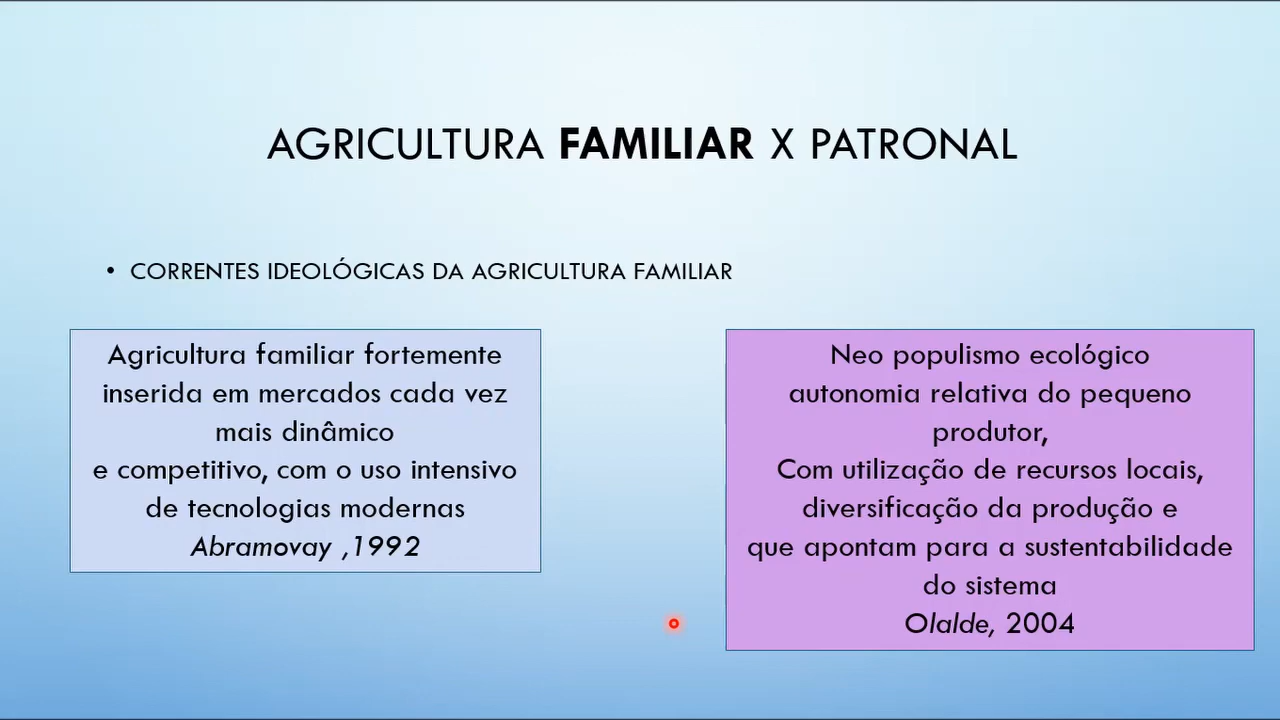 AGRICULTURA FAMILIAR X PATRONAL
• CORRENTES IDEOLÓGICAS DA AGRICULTURA FAMILIAR
Agricultura familiar fortemente
inserida em mercados cada vez
mais dinâmico
e competitivo, com o uso intensivo
de tecnologias modernas
Abramovay ,1992
Neo populismo ecológico
autonomia relativa do pequeno
produtor,
Com utilização de recursos locais,
diversificação da produção e
que apontam para a sustentabilidade
do sistema
Olalde, 2004